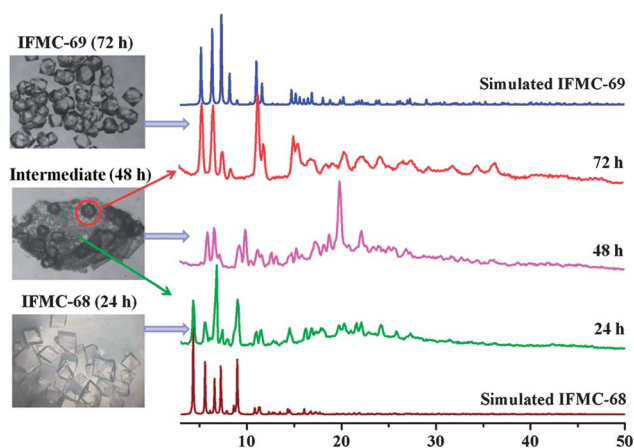 IFMC-69 (72 h)
Simulated IFMC-69
72 h
Intermediate (48 h)
48 h
IFMC-68 (24 h)
24 h
Simulated IFMC-68
10 20 30 40 50